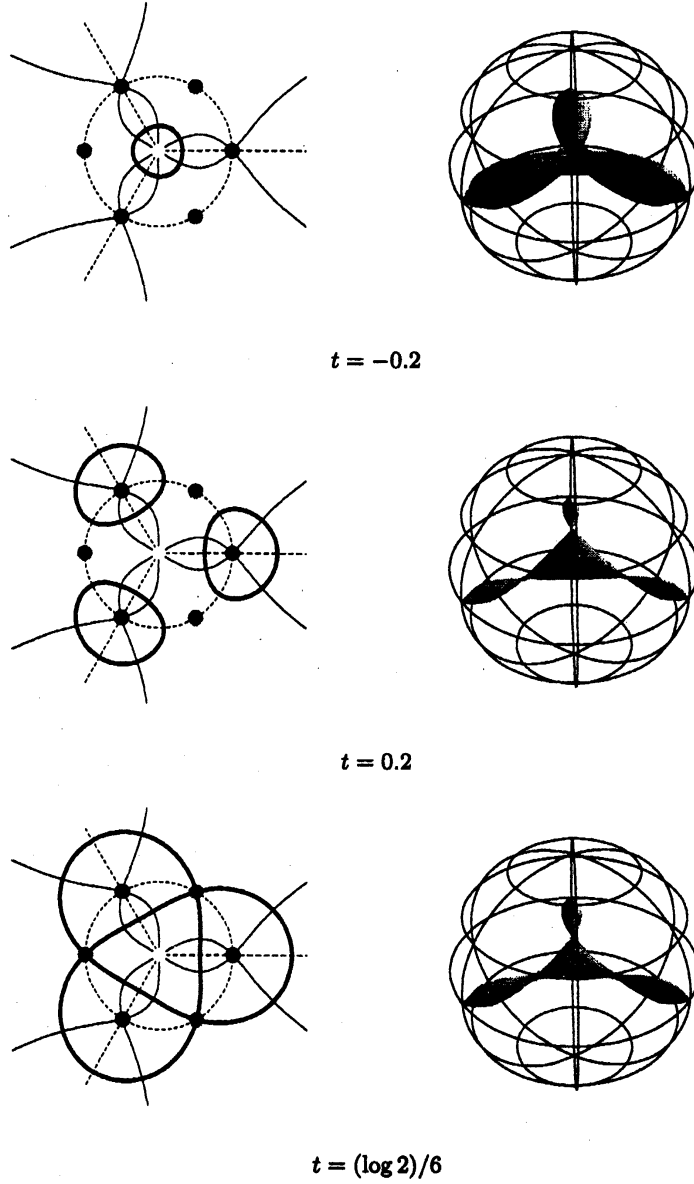 t = −0.2
t = 0.2
t = (log 2)/6